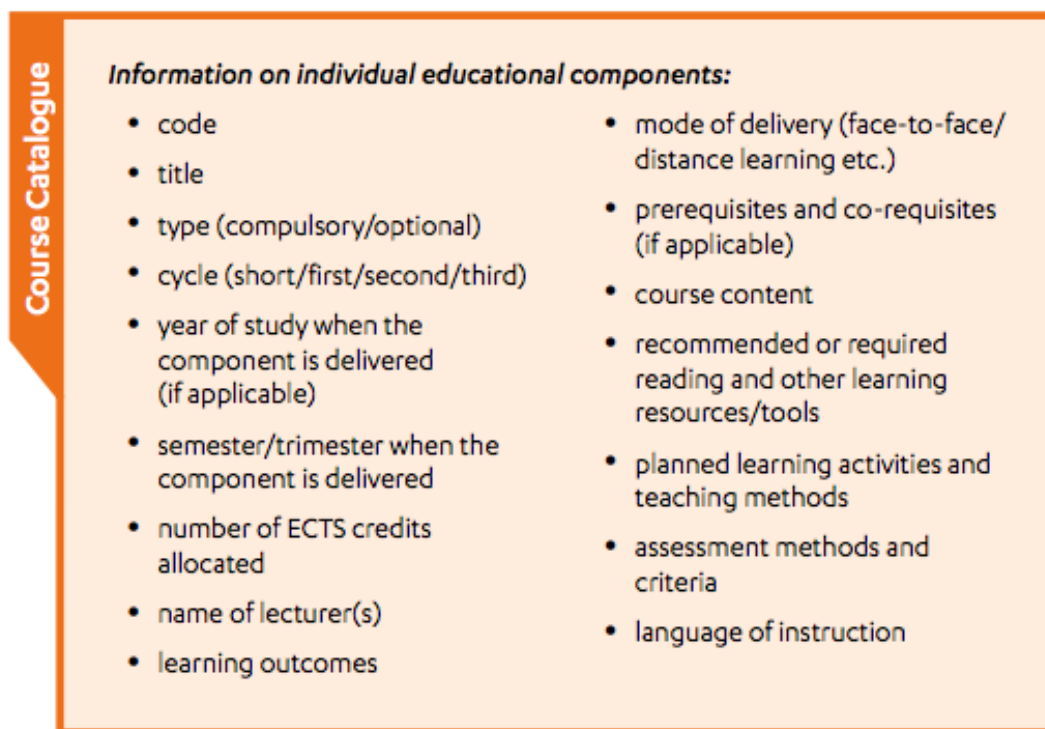 Course Catalogue
Information on individual educational components:
• code
• title
• type (compulsory/optional)
• cycle (short/first/second/third)
• year of study when the
component is delivered
(if applicable)
• semester/trimester when the
component is delivered
• number of ECTS credits
allocated
• name of lecturer(s)
• learning outcomes
• mode of delivery (face-to-face/
distance learning etc.)
• prerequisites and co-requisites
(if applicable)
• course content
• recommended or required
reading and other learning
resources/tools
• planned learning activities and
teaching methods
• assessment methods and
criteria
• language of instruction